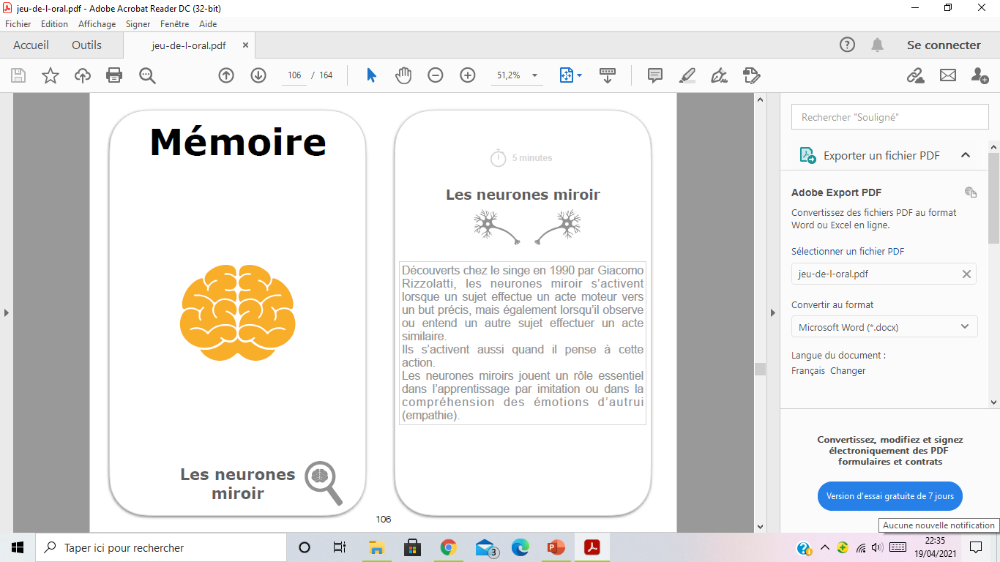 jeu-de-l-oral.pdf - Adobe Acrobat Reader DC (32-bit)
Fichier Edition Affichage Signer Fenêtre Aide
Accueil Outils jeu-de-l-oral.pdf × Se connecter
106 / 164 51,2%
Mémoire
Les neurones
miroir
5 minutes
Les neurones miroir
Découverts chez le singe en 1990 par Giacomo
Rizzolatti, les neurones miroir s’activent
lorsque un sujet effectue un acte moteur vers
un but précis, mais également lorsqu’il observe
ou entend un autre sujet effectuer un acte
similaire.
Ils s’activent aussi quand il pense à cette
action.
Les neurones miroirs jouent un rôle essentiel
dans l’apprentissage par imitation ou dans la
compréhension des émotions d’autrui
(empathie).
106
Rechercher "Souligné"
Exporter un fichier PDF
Adobe Export PDF
Convertissez des fichiers PDF au format
Word ou Excel en ligne.
Sélectionner un fichier PDF
jeu-de-l-oral.pdf
Convertir au format
Microsoft Word (*.docx)
Langue du document :
Français Changer
Convertissez, modifiez et signez
électroniquement des PDF
formulaires et contrats
Version d'essai gratuite de 7 jours
Aucune nouvelle notification
Taper ici pour rechercher
3
22:35
19/04/2021